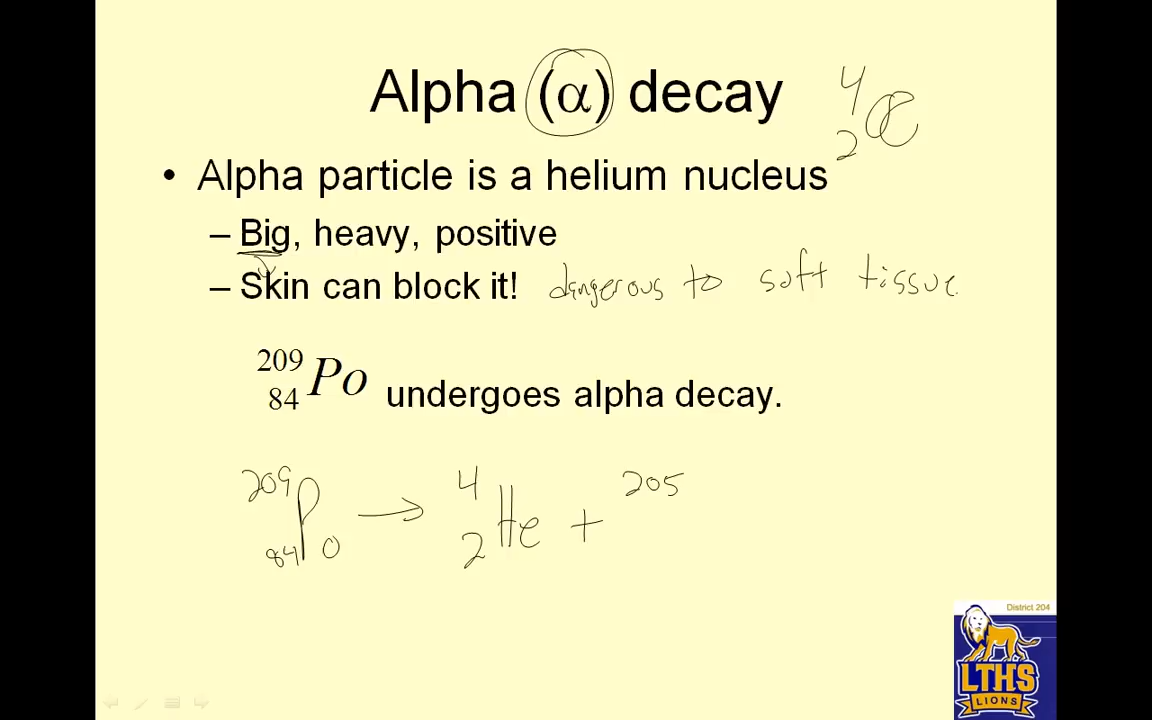 Alpha (α) decay 4 2 α
• Alpha particle is a helium nucleus
– Big, heavy, positive
– Skin can block it! dangerous to soft tissue
209 84 Po undergoes alpha decay.
209 84 Po → 4 2 He + 205
District 204
LTHS
LIONS